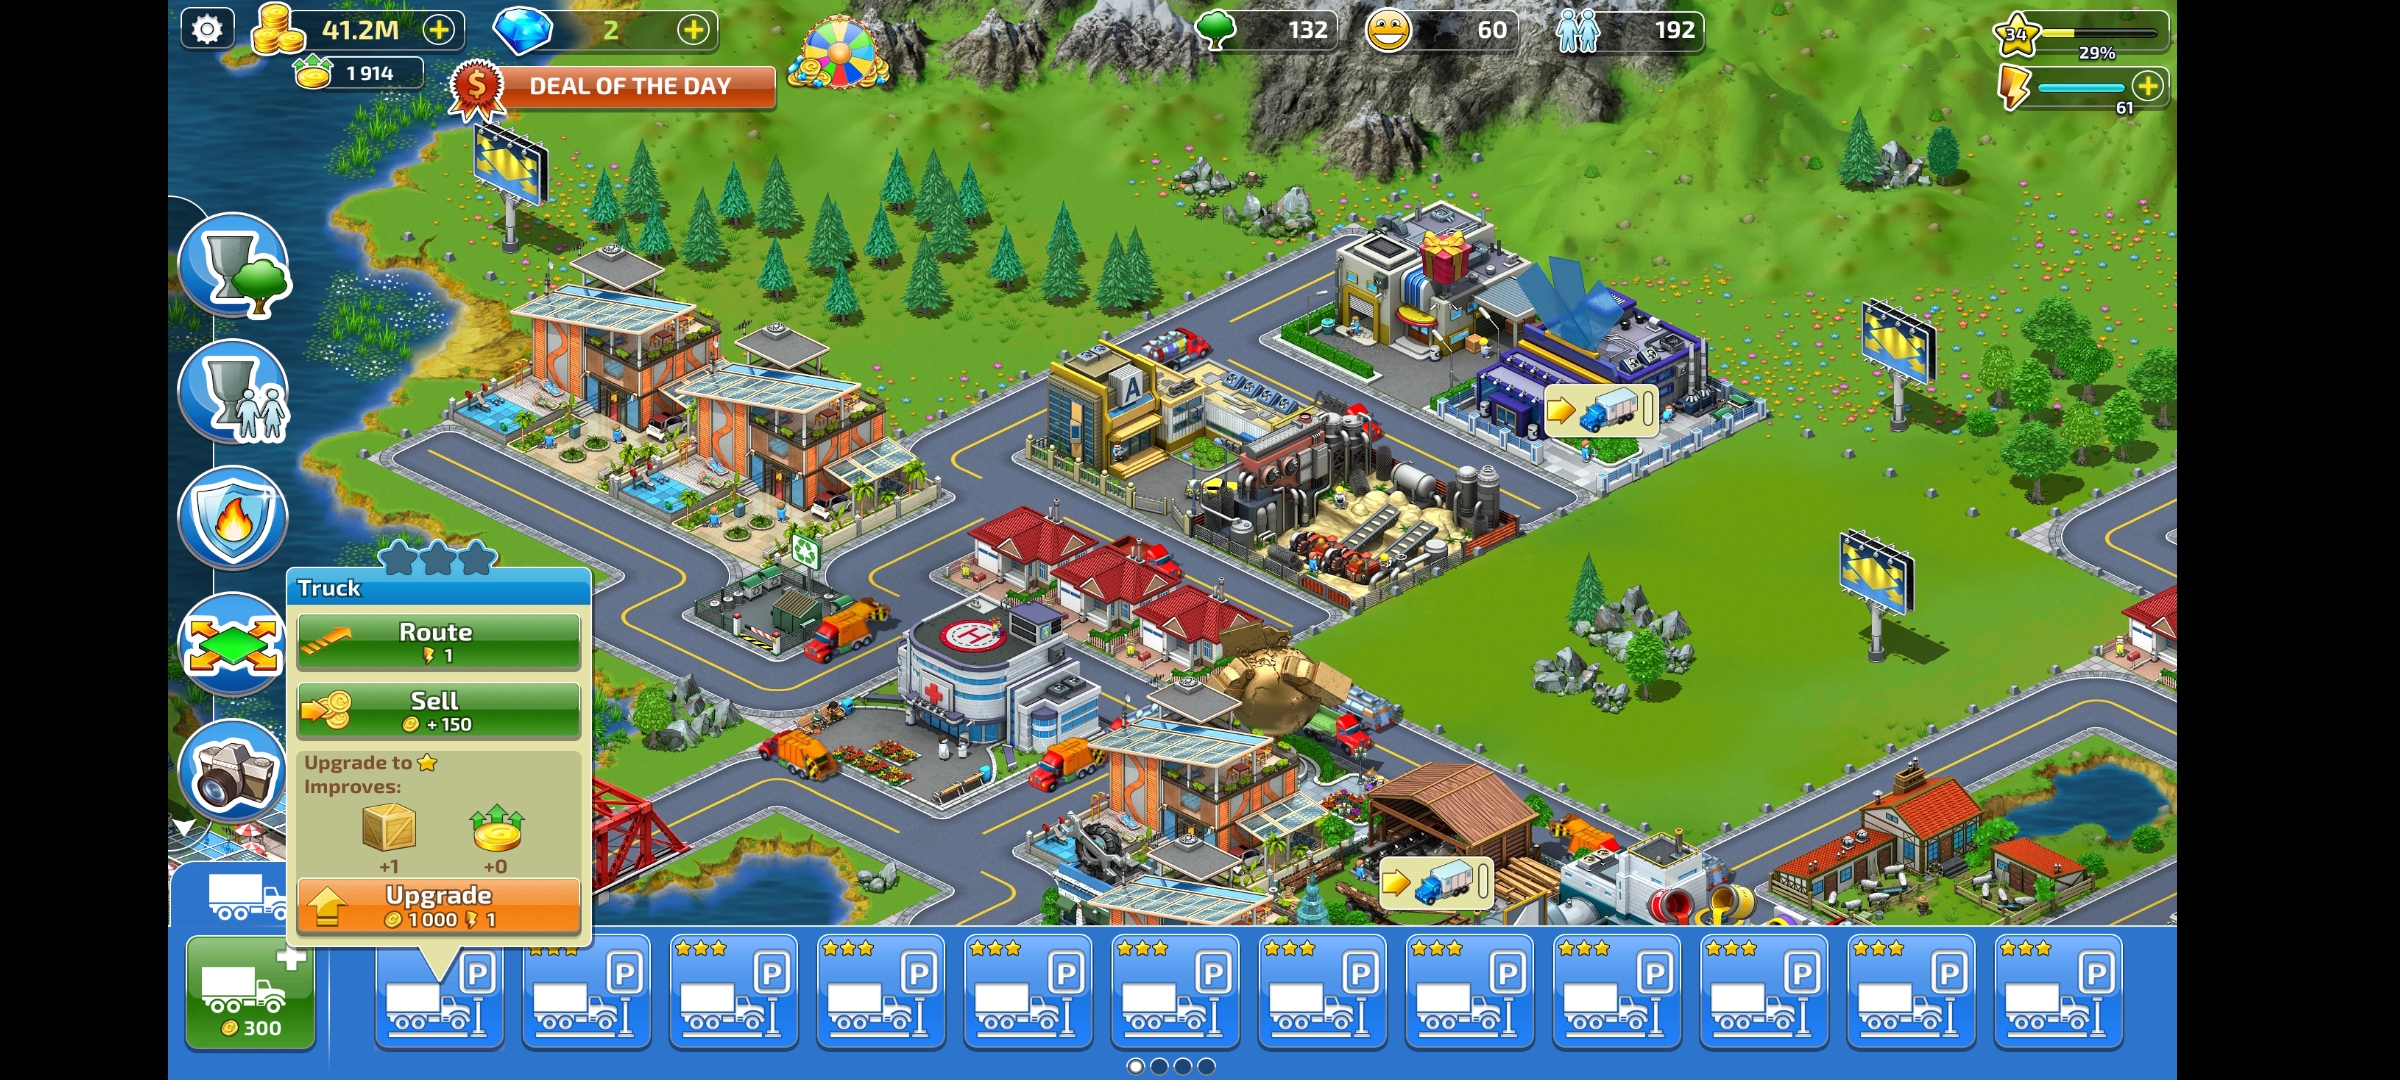 41.2M
2
132
60
192
34
29%
1 914
DEAL OF THE DAY
61
A
H
Truck
Route
1
Sell
+ 150
Upgrade to
Improves:
+1
+0
Upgrade
1 000 1
300
P P P P P P P P P P P P